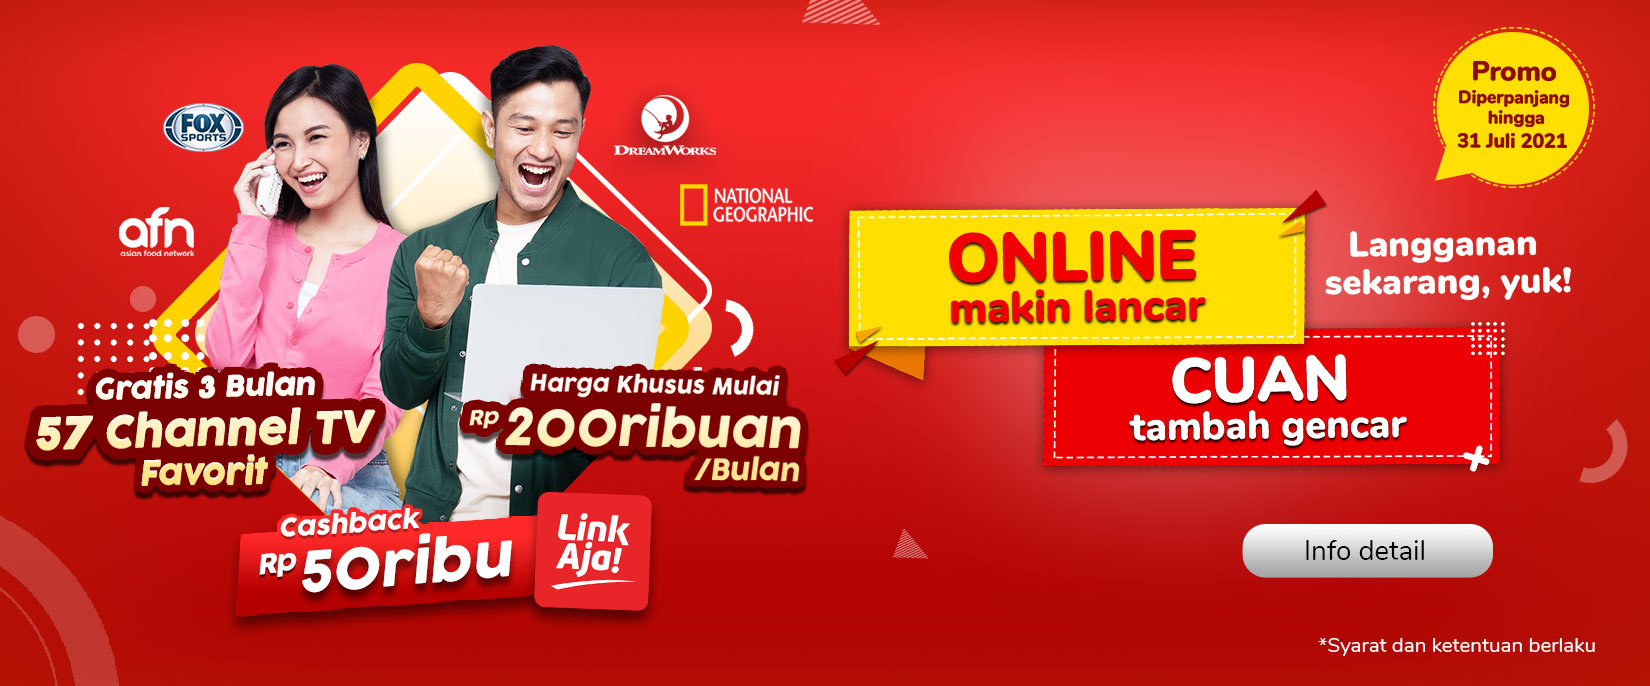 FOX
SPORTS
afn
asian food network
DREAMWORKS
NATIONAL
GEOGRAPHIC
Gratis 3 Bulan
57 Channel TV
Favorit
Harga Khusus Mulai
Rp 200ribuan
/Bulan
Cashback
Rp 50ribu
Link
Aja!
ONLINE
makin lancar
CUAN
tambah gencar
Langganan
sekarang, yuk!
Promo
Diperpanjang
hingga
31 Juli 2021
Info detail
*Syarat dan ketentuan berlaku